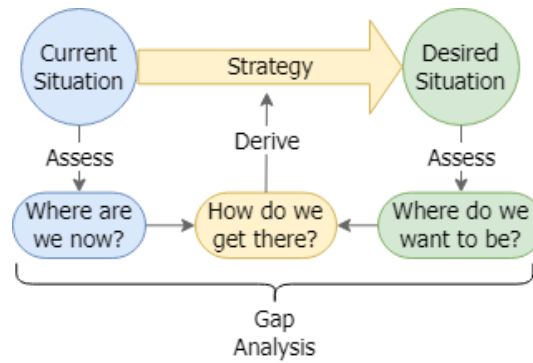 Current
Situation
Strategy
Desired
Situation
Assess
Derive
Assess
Where are
we now?
How do we
get there?
Where do we
want to be?
Gap
Analysis